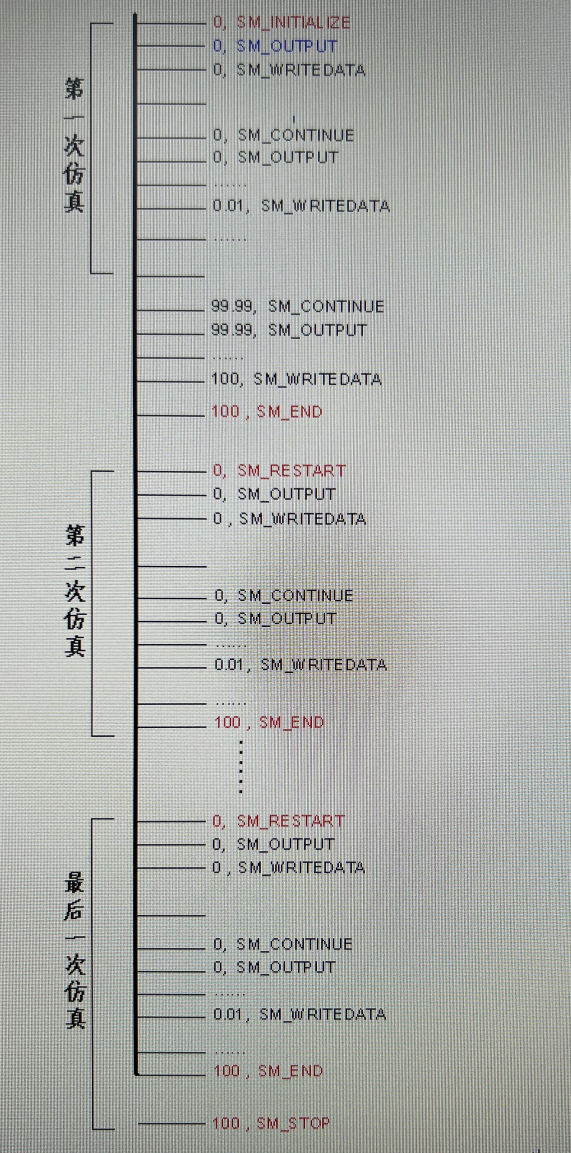 第一次仿真
0, SM_INITIALIZE
0, SM_OUTPUT
0, SM_WRITEDATA
0, SM_CONTINUE
0, SM_OUTPUT
......
0.01, SM_WRITEDATA
......
99.99, SM_CONTINUE
99.99, SM_OUTPUT
......
100, SM_WRITEDATA
100 , SM_END
第二次仿真
0, SM_RESTART
0, SM_OUTPUT
0 , SM_WRITEDATA
0, SM_CONTINUE
0, SM_OUTPUT
......
0.01, SM_WRITEDATA
......
100 , SM_END
最后一次仿真
0, SM_RESTART
0, SM_OUTPUT
0 , SM_WRITEDATA
0, SM_CONTINUE
0, SM_OUTPUT
......
0.01, SM_WRITEDATA
......
100 , SM_END
100 , SM_STOP